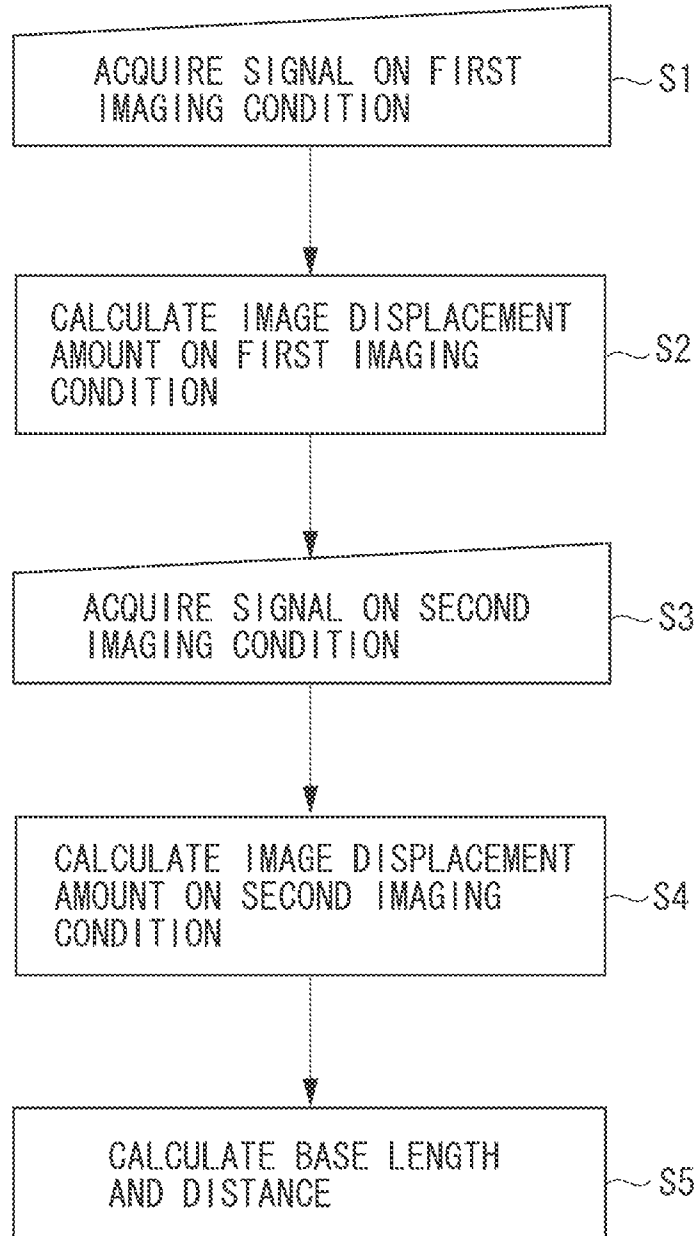 ACQUIRE SIGNAL ON FIRST
IMAGING CONDITION
S1
CALCULATE IMAGE DISPLACEMENT
AMOUNT ON FIRST IMAGING
CONDITION
S2
ACQUIRE SIGNAL ON SECOND
IMAGING CONDITION
S3
CALCULATE IMAGE DISPLACEMENT
AMOUNT ON SECOND IMAGING
CONDITION
S4
CALCULATE BASE LENGTH
AND DISTANCE
S5